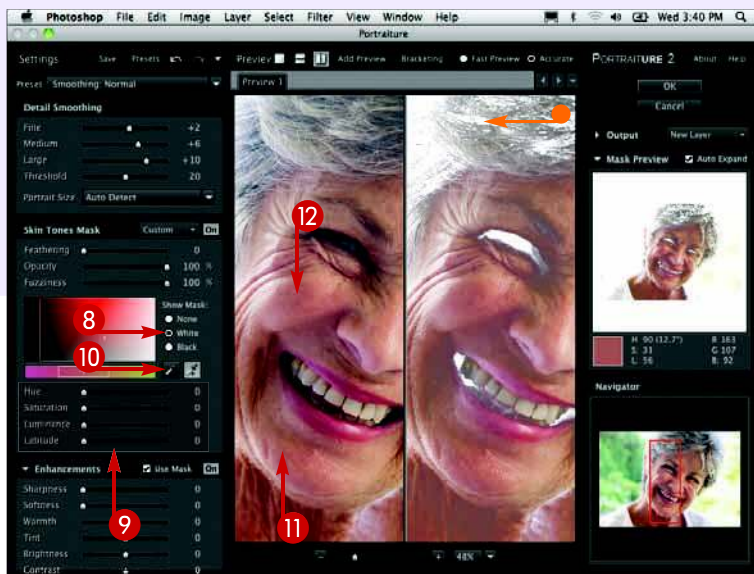 Photoshop File Edit Image Layer Select Filter View Window Help Wed 3:40 PM
Portraiture
Settings Save Presets Preview Add Preview Bracketing Fast Preview Accurate PORTRAITURE 2 About Help
Preset Smoothing: Normal
Preview 1
OK
Cancel
Detail Smoothing
Fine +2
Medium +6
Large +10
Threshold 20
Portrait Size Auto Detect
Output New Layer
Mask Preview Auto Expand
Skin Tones Mask Custom On
Feathering 0
Opacity 100 %
Fuzziness 100 %
Show Mask:
None
White
Black
8
10
12
Hue 0
Saturation 0
Luminance 0
Latitude 0
9
11
Enhancements Use Mask On
Sharpness 0
Softness 0
Warmth 0
Tint 0
Brightness 0
Contrast 0
48%
H: 90 (12.7°) R: 163
S: 31 G: 107
L: 56 B: 92
Navigator